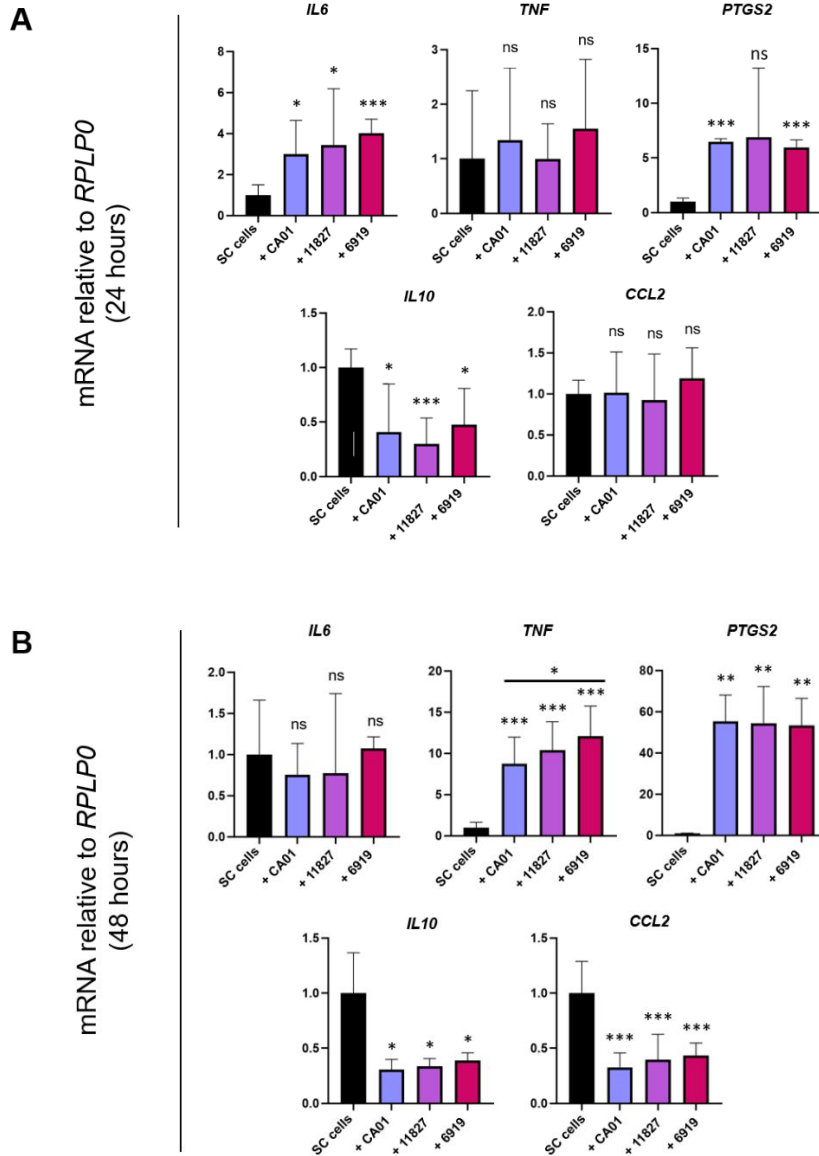 A
mRNA relative to RPLP0
(24 hours)
IL6
8
6
4
2
0
*
*
***
SC cells
+ CA01
+ 11827
+ 6919
TNF
3
2
1
0
ns
ns
ns
SC cells
+ CA01
+ 11827
+ 6919
PTGS2
15
10
5
0
***
ns
***
SC cells
+ CA01
+ 11827
+ 6919
IL10
1.5
1.0
0.5
0.0
*
***
*
SC cells
+ CA01
+ 11827
+ 6919
CCL2
2.0
1.5
1.0
0.5
0.0
ns
ns
ns
SC cells
+ CA01
+ 11827
+ 6919
B
mRNA relative to RPLP0
(48 hours)
IL6
2.0
1.5
1.0
0.5
0.0
ns
ns
ns
SC cells
+ CA01
+ 11827
+ 6919
TNF
20
15
10
5
0
*
***
***
***
SC cells
+ CA01
+ 11827
+ 6919
PTGS2
80
60
40
20
0
**
**
**
SC cells
+ CA01
+ 11827
+ 6919
IL10
1.5
1.0
0.5
0.0
*
*
*
SC cells
+ CA01
+ 11827
+ 6919
CCL2
1.5
1.0
0.5
0.0
***
***
***
SC cells
+ CA01
+ 11827
+ 6919